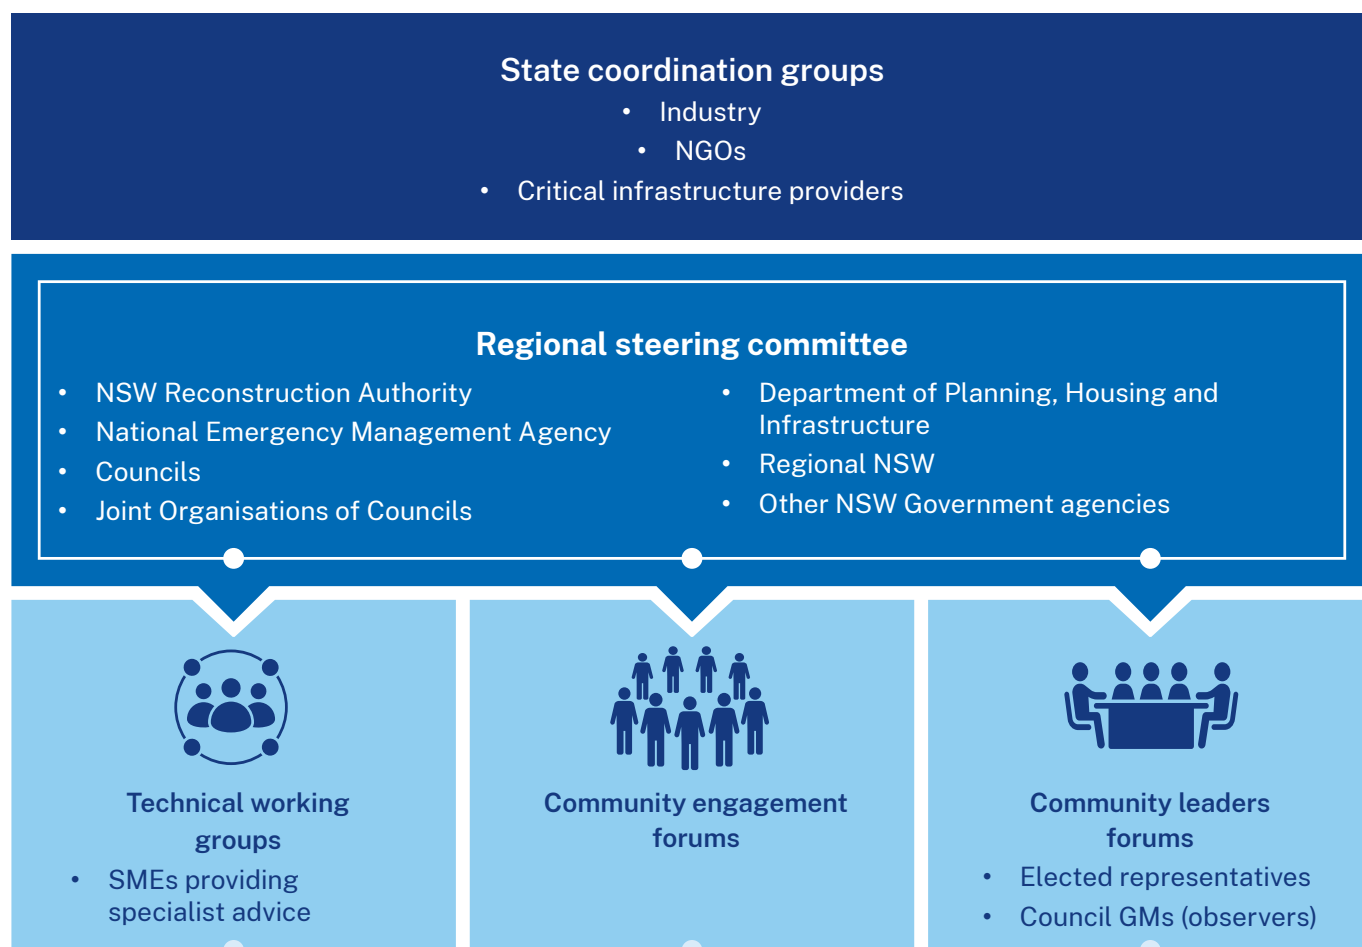 State coordination groups
• Industry
• NGOs
• Critical infrastructure providers
Regional steering committee
• NSW Reconstruction Authority
• National Emergency Management Agency
• Councils
• Joint Organisations of Councils
• Department of Planning, Housing and
Infrastructure
• Regional NSW
• Other NSW Government agencies
Technical working
groups
• SMEs providing
specialist advice
Community engagement
forums
Community leaders
forums
• Elected representatives
• Council GMs (observers)